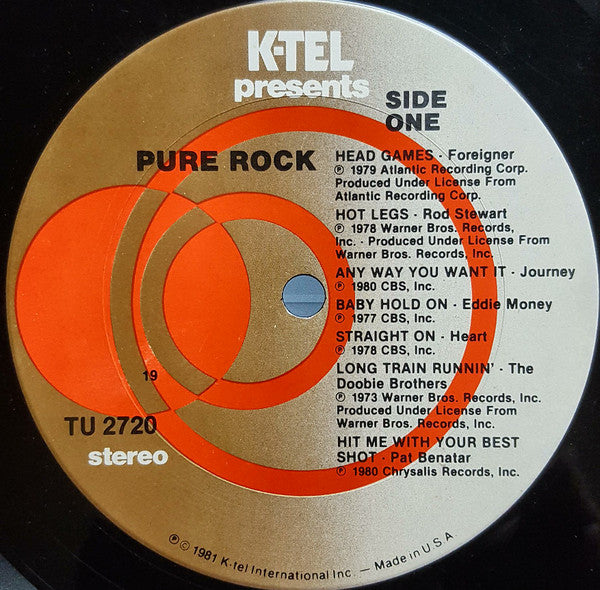 K-TEL
presents
SIDE
ONE
PURE ROCK
HEAD GAMES · Foreigner
℗ 1979 Atlantic Recording Corp.
Produced Under License From
Atlantic Recording Corp.
HOT LEGS · Rod Stewart
℗ 1978 Warner Bros. Records,
Inc. · Produced Under License From
Warner Bros. Records, Inc.
ANY WAY YOU WANT IT · Journey
℗ 1980 CBS, Inc.
BABY HOLD ON · Eddie Money
℗ 1977 CBS, Inc.
STRAIGHT ON · Heart
℗ 1978 CBS, Inc.
LONG TRAIN RUNNIN' · The
Doobie Brothers
℗ 1973 Warner Bros. Records, Inc.
Produced Under License From
Warner Bros. Records, Inc.
HIT ME WITH YOUR BEST
SHOT · Pat Benatar
℗ 1980 Chrysalis Records, Inc.
19
TU 2720
stereo
℗ © 1981 K-tel International Inc. — Made in U.S.A